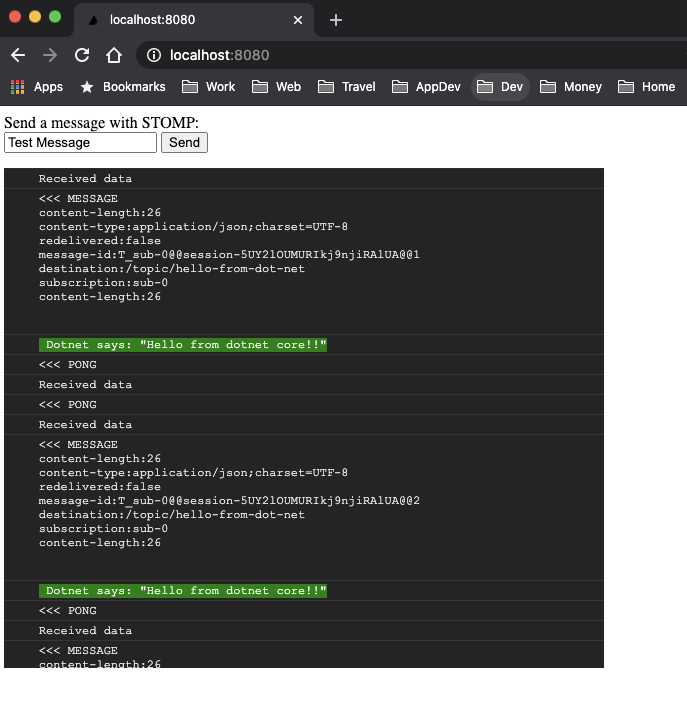 localhost:8080
localhost:8080
Apps Bookmarks Work Web Travel AppDev Dev Money Home
Send a message with STOMP:
Test Message Send
Received data
<<< MESSAGE
content-length:26
content-type:application/json;charset=UTF-8
redelivered:false
message-id:T_sub-0@@session-5UY2lOUMURIkj9njiRAlUA@@1
destination:/topic/hello-from-dot-net
subscription:sub-0
content-length:26
Dotnet says: "Hello from dotnet core!!"
<<< PONG
Received data
<<< PONG
Received data
<<< MESSAGE
content-length:26
content-type:application/json;charset=UTF-8
redelivered:false
message-id:T_sub-0@@session-5UY2lOUMURIkj9njiRAlUA@@2
destination:/topic/hello-from-dot-net
subscription:sub-0
content-length:26
Dotnet says: "Hello from dotnet core!!"
<<< PONG
Received data
<<< MESSAGE
content-length:26